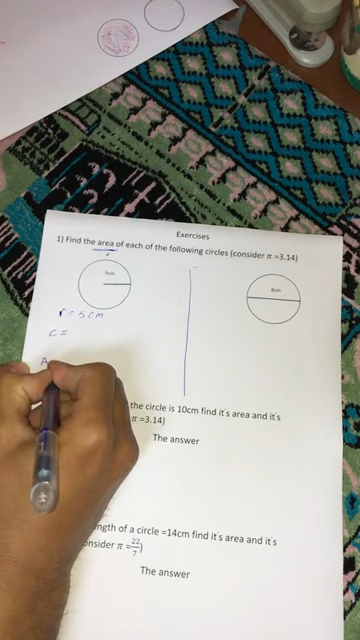 Exercises
1) Find the area of each of the following circles (consider π =3.14)
5cm
8cm
r = 5 cm
C =
A
the circle is 10cm find it's area and it's
π =3.14)
The answer
ength of a circle =14cm find it's area and it's
onsider π =22/7)
The answer